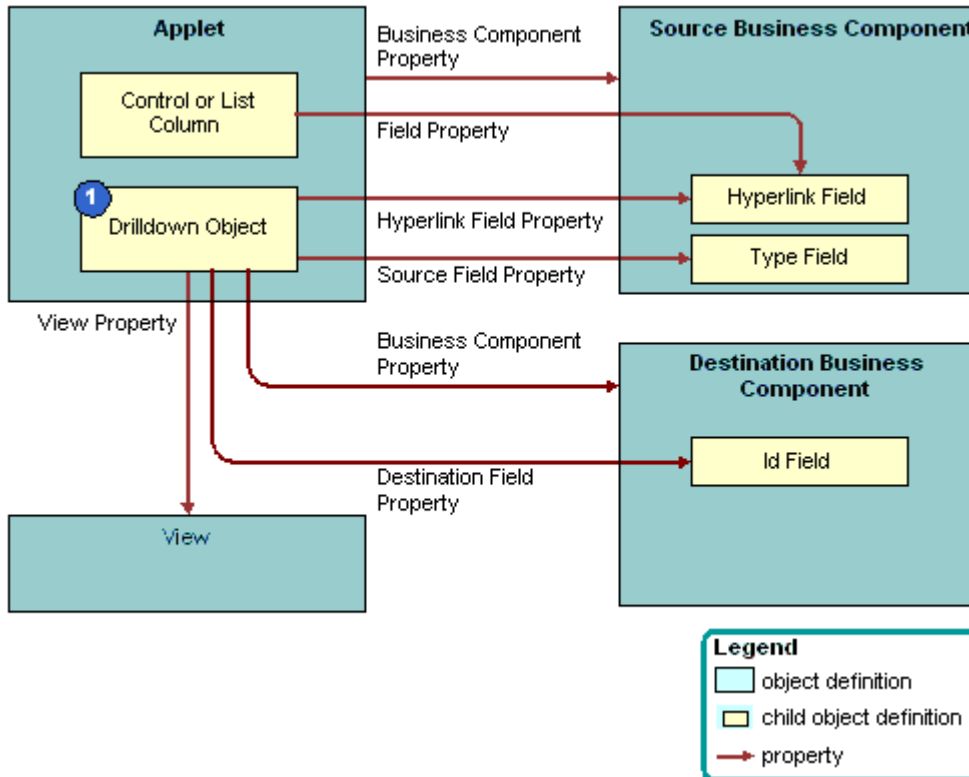 Applet
Control or List
Column
1
Drilldown Object
Business Component
Property
Field Property
Hyperlink Field Property
Source Field Property
Source Business Component
Hyperlink Field
Type Field
View Property
Business Component
Property
Destination Field
Property
Destination Business
Component
Id Field
View
Legend
object definition
child object definition
property